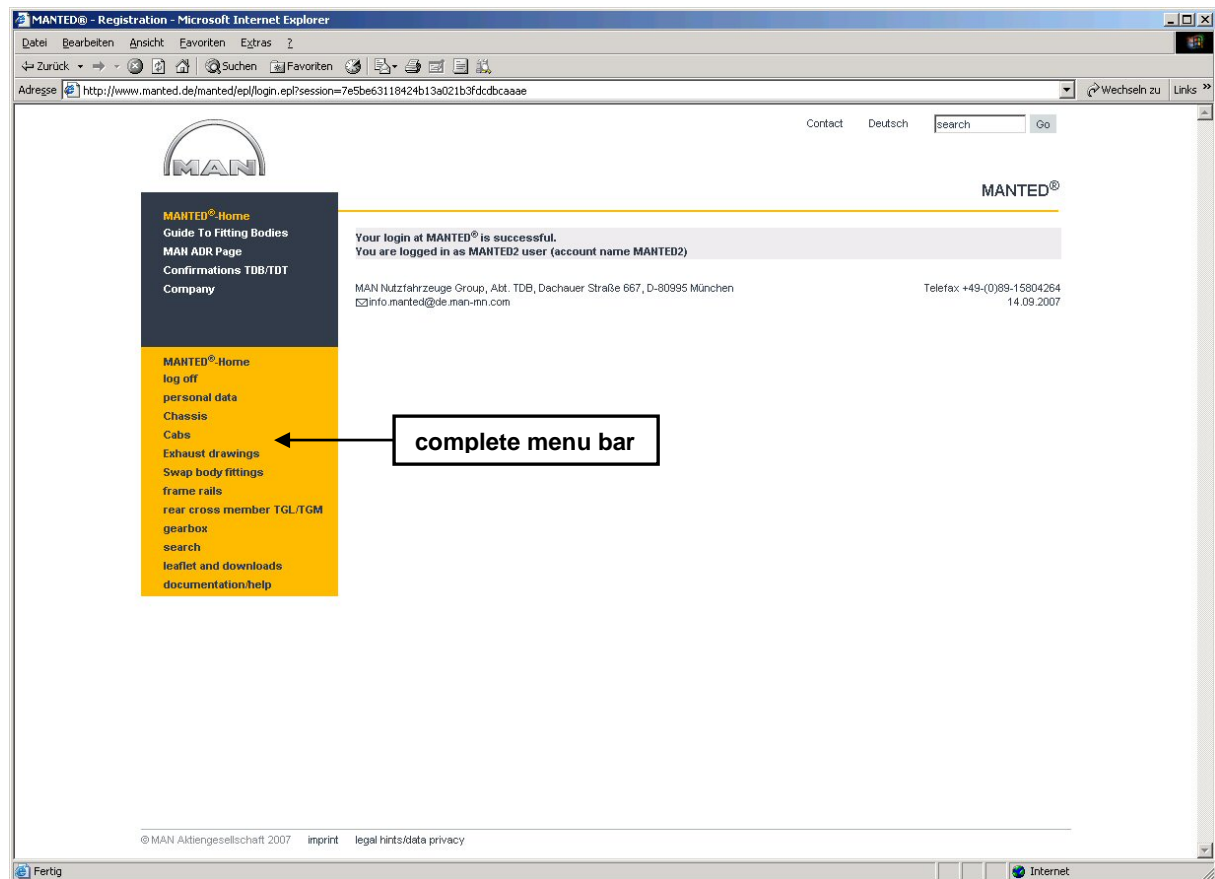 MANTED® - Registration - Microsoft Internet Explorer
Datei Bearbeiten Ansicht Favoriten Extras ?
Zurück Suchen Favoriten
Adresse http://www.manted.de/manted/epl/login.epl?session=7e5be63118424b13a021b3fdcdbcaaae Wechseln zu Links »
Contact Deutsch search Go
MAN
MANTED®
MANTED®-Home
Guide To Fitting Bodies
MAN ADR Page
Confirmations TDB/TDT
Company
Your login at MANTED® is successful.
You are logged in as MANTED2 user (account name MANTED2)
MAN Nutzfahrzeuge Group, Abt. TDB, Dachauer Straße 667, D-80995 München Telefax +49-(0)89-15804264
info.manted@de.man-mn.com 14.09.2007
MANTED®-Home
log off
personal data
Chassis
Cabs
Exhaust drawings
Swap body fittings
frame rails
rear cross member TGL/TGM
gearbox
search
leaflet and downloads
documentation/help
complete menu bar
© MAN Aktiengesellschaft 2007 imprint legal hints/data privacy
Fertig Internet